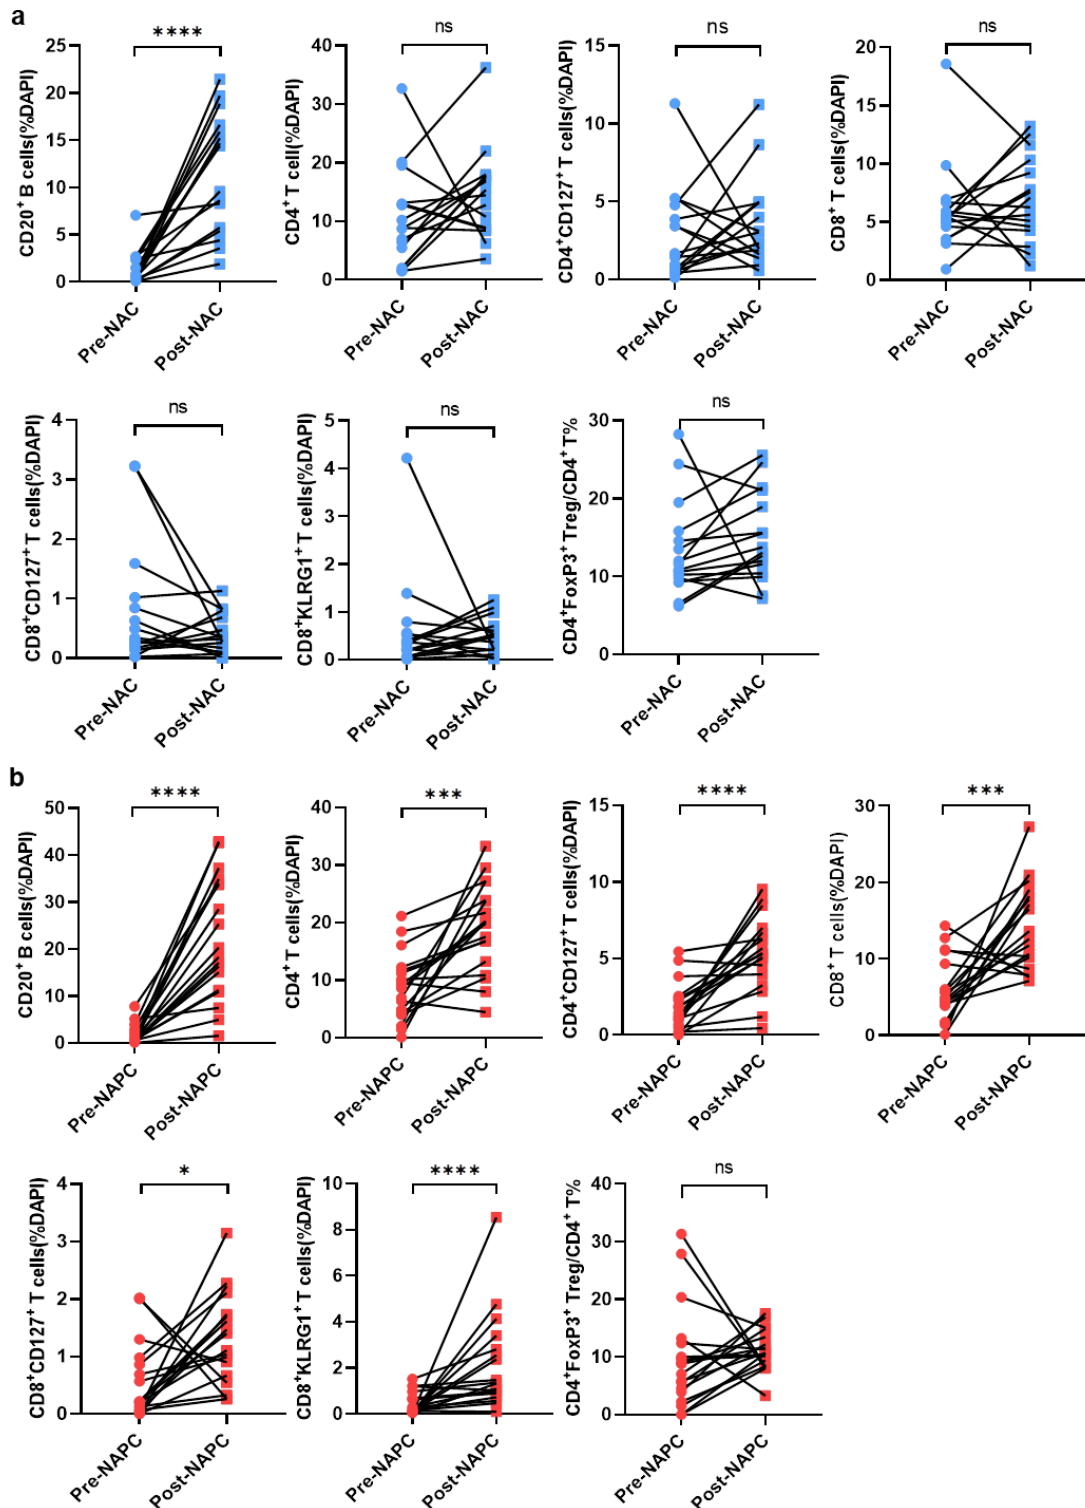 a
CD20⁺ B cells(%DAPI)
25
20
15
10
5
0
****
Pre-NAC
Post-NAC
CD4⁺ T cell(%DAPI)
40
30
20
10
0
ns
Pre-NAC
Post-NAC
CD4⁺CD127⁺ T cells(%DAPI)
15
10
5
0
ns
Pre-NAC
Post-NAC
CD8⁺ T cells(%DAPI)
20
15
10
5
0
ns
Pre-NAC
Post-NAC
CD8⁺CD127⁺T cells(%DAPI)
4
3
2
1
0
ns
Pre-NAC
Post-NAC
CD8⁺KLRG1⁺ T cells(%DAPI)
5
4
3
2
1
0
ns
Pre-NAC
Post-NAC
CD4⁺FoxP3⁺ Treg/CD4⁺ T%
30
20
10
0
ns
Pre-NAC
Post-NAC
b
CD20⁺ B cells(%DAPI)
50
40
30
20
10
0
****
Pre-NAPC
Post-NAPC
CD4⁺ T cells(%DAPI)
40
30
20
10
0
***
Pre-NAPC
Post-NAPC
CD4⁺CD127⁺ T cells(%DAPI)
15
10
5
0
****
Pre-NAPC
Post-NAPC
CD8⁺ T cells(%DAPI)
30
20
10
0
***
Pre-NAPC
Post-NAPC
CD8⁺CD127⁺ T cells(%DAPI)
4
3
2
1
0
*
Pre-NAPC
Post-NAPC
CD8⁺KLRG1⁺ T cells(%DAPI)
10
8
6
4
2
0
****
Pre-NAPC
Post-NAPC
CD4⁺FoxP3⁺ Treg/CD4⁺ T%
40
30
20
10
0
ns
Pre-NAPC
Post-NAPC